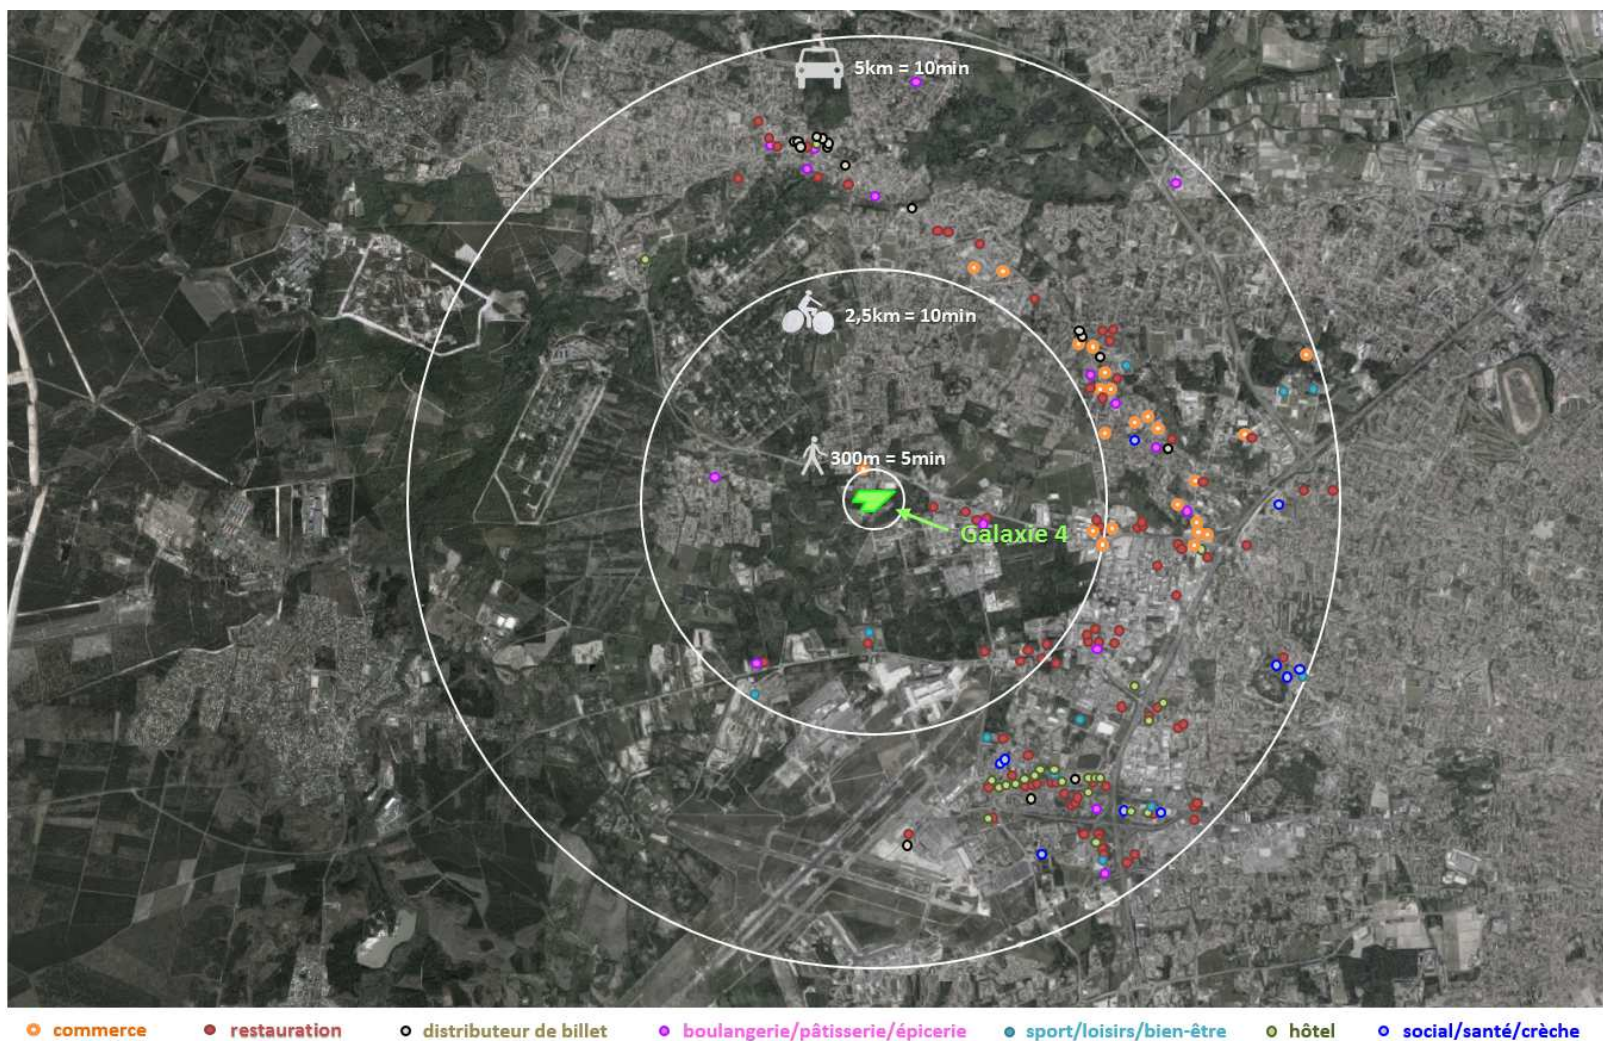 5km = 10min
2,5km = 10min
300m = 5min
Galaxie 4
commerce
restauration
distributeur de billet
boulangerie/pâtisserie/épicerie
sport/loisirs/bien-être
hôtel
social/santé/crèche